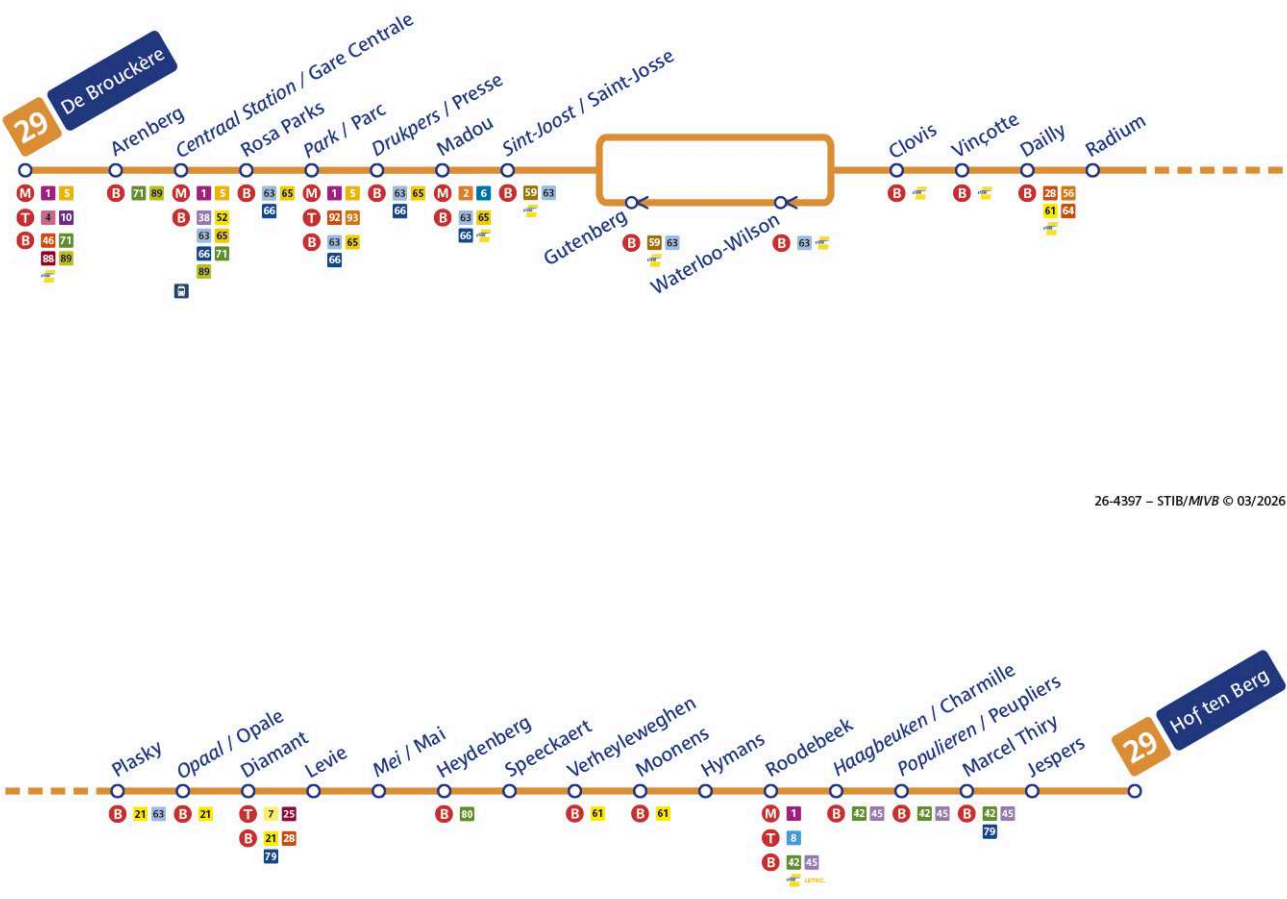 29 De Brouckère
Arenberg
Centraal Station / Gare Centrale
Rosa Parks
Park / Parc
Drukpers / Presse
Madou
Sint-Joost / Saint-Josse
Gutenberg
Waterloo-Wilson
Clovis
Vinçotte
Dailly
Radium
M 1 5
T 4 10
B 46 71
88 89
B 71 89
M 1 5
B 38 52
63 65
66 71
89
B 63 65
66
M 1 5
T 92 93
B 63 65
66
B 63 65
66
M 2 6
B 63 65
66
B 59 63
B 59 63
B 63
B
B
B 28 56
61 64
26-4397 – STIB/MIVB © 03/2026
Plasky
Opaal / Opale
Diamant
Levie
Mei / Mai
Heydenberg
Speeckaert
Verheyleweghen
Moonens
Hymans
Roodebeek
Haagbeuken / Charmille
Populieren / Peupliers
Marcel Thiry
Jespers
29 Hof ten Berg
B 21 63
B 21
T 7 25
B 21 28
79
B 80
B 61
B 61
M 1
T 8
B 42 45
B 42 45
B 42 45
B 42 45
79